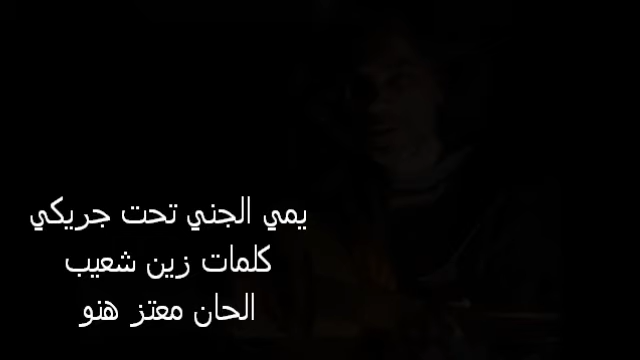 يمي الجني تحت جريكي
كلمات زين شعيب
الحان معتز هنو